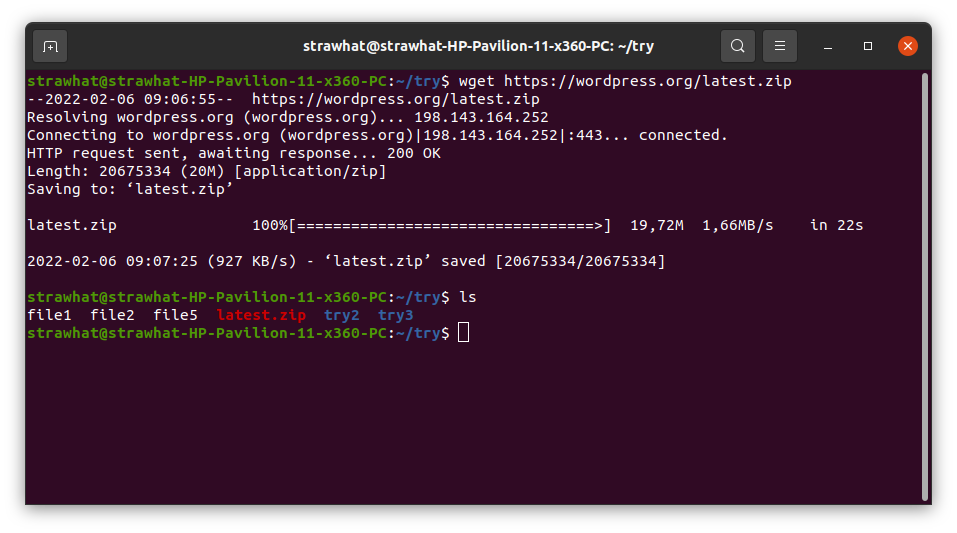 strawhat@strawhat-HP-Pavilion-11-x360-PC: ~/try
strawhat@strawhat-HP-Pavilion-11-x360-PC:~/try$ wget https://wordpress.org/latest.zip
--2022-02-06 09:06:55--  https://wordpress.org/latest.zip
Resolving wordpress.org (wordpress.org)... 198.143.164.252
Connecting to wordpress.org (wordpress.org)|198.143.164.252|:443... connected.
HTTP request sent, awaiting response... 200 OK
Length: 20675334 (20M) [application/zip]
Saving to: ‘latest.zip’
latest.zip               100%[=================================>]  19,72M  1,66MB/s    in 22s
2022-02-06 09:07:25 (927 KB/s) - ‘latest.zip’ saved [20675334/20675334]
strawhat@strawhat-HP-Pavilion-11-x360-PC:~/try$ ls
file1  file2  file5  latest.zip  try2  try3
strawhat@strawhat-HP-Pavilion-11-x360-PC:~/try$